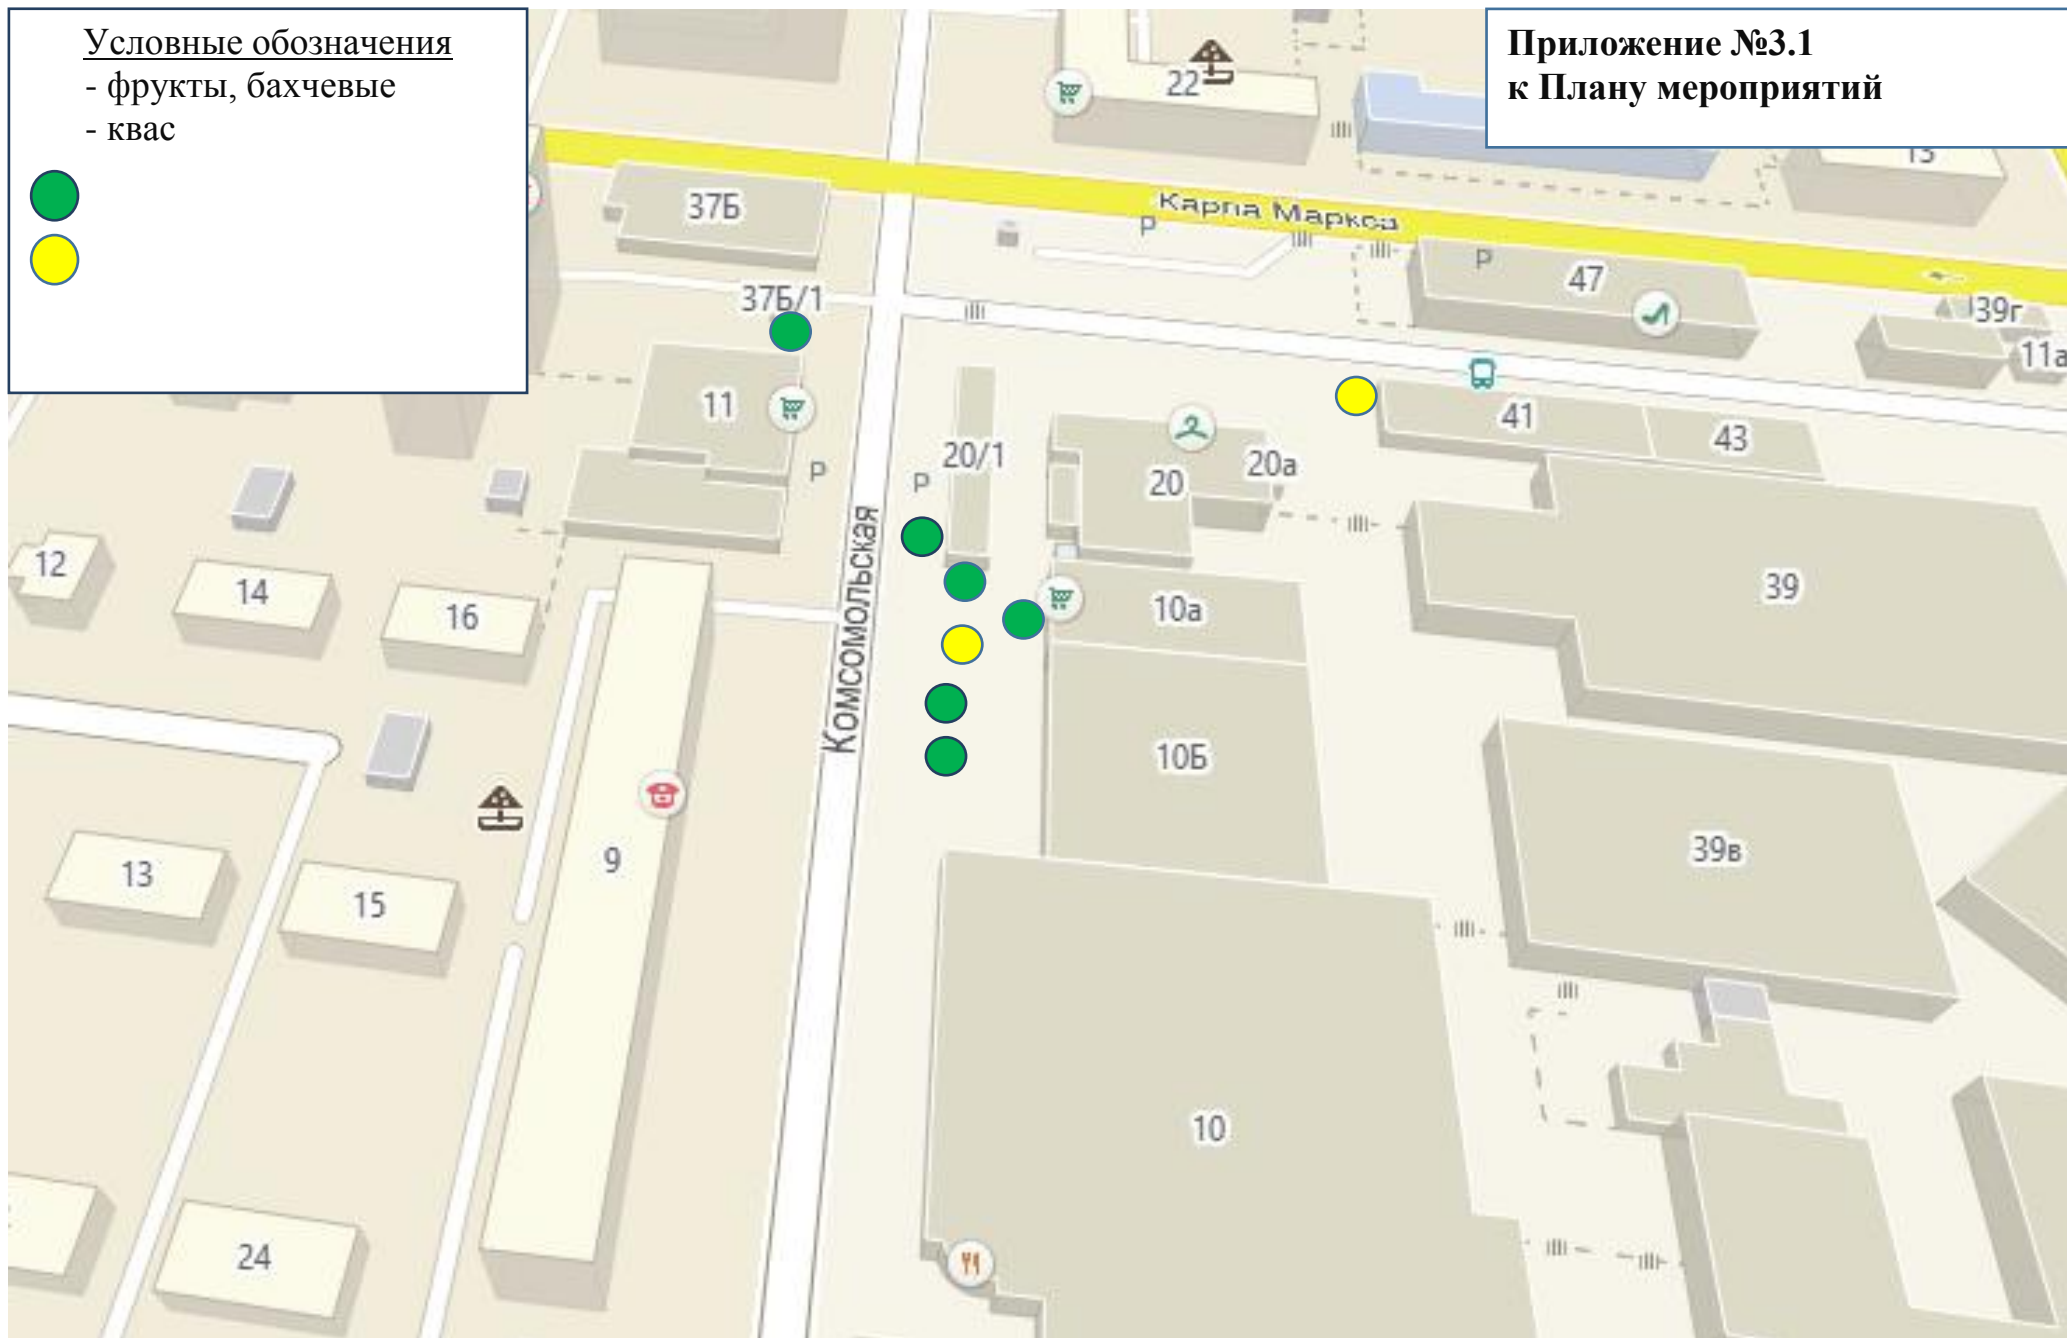 Условные обозначения
- фрукты, бахчевые
- квас
Приложение №3.1
к Плану мероприятий
22
13
37Б
Карла Маркса
P
P
47
37Б/1
39г
11а
11
41
43
20/1
20
20а
P
P
Комсомольская
12
14
16
10а
39
10Б
13
15
9
39в
10
24